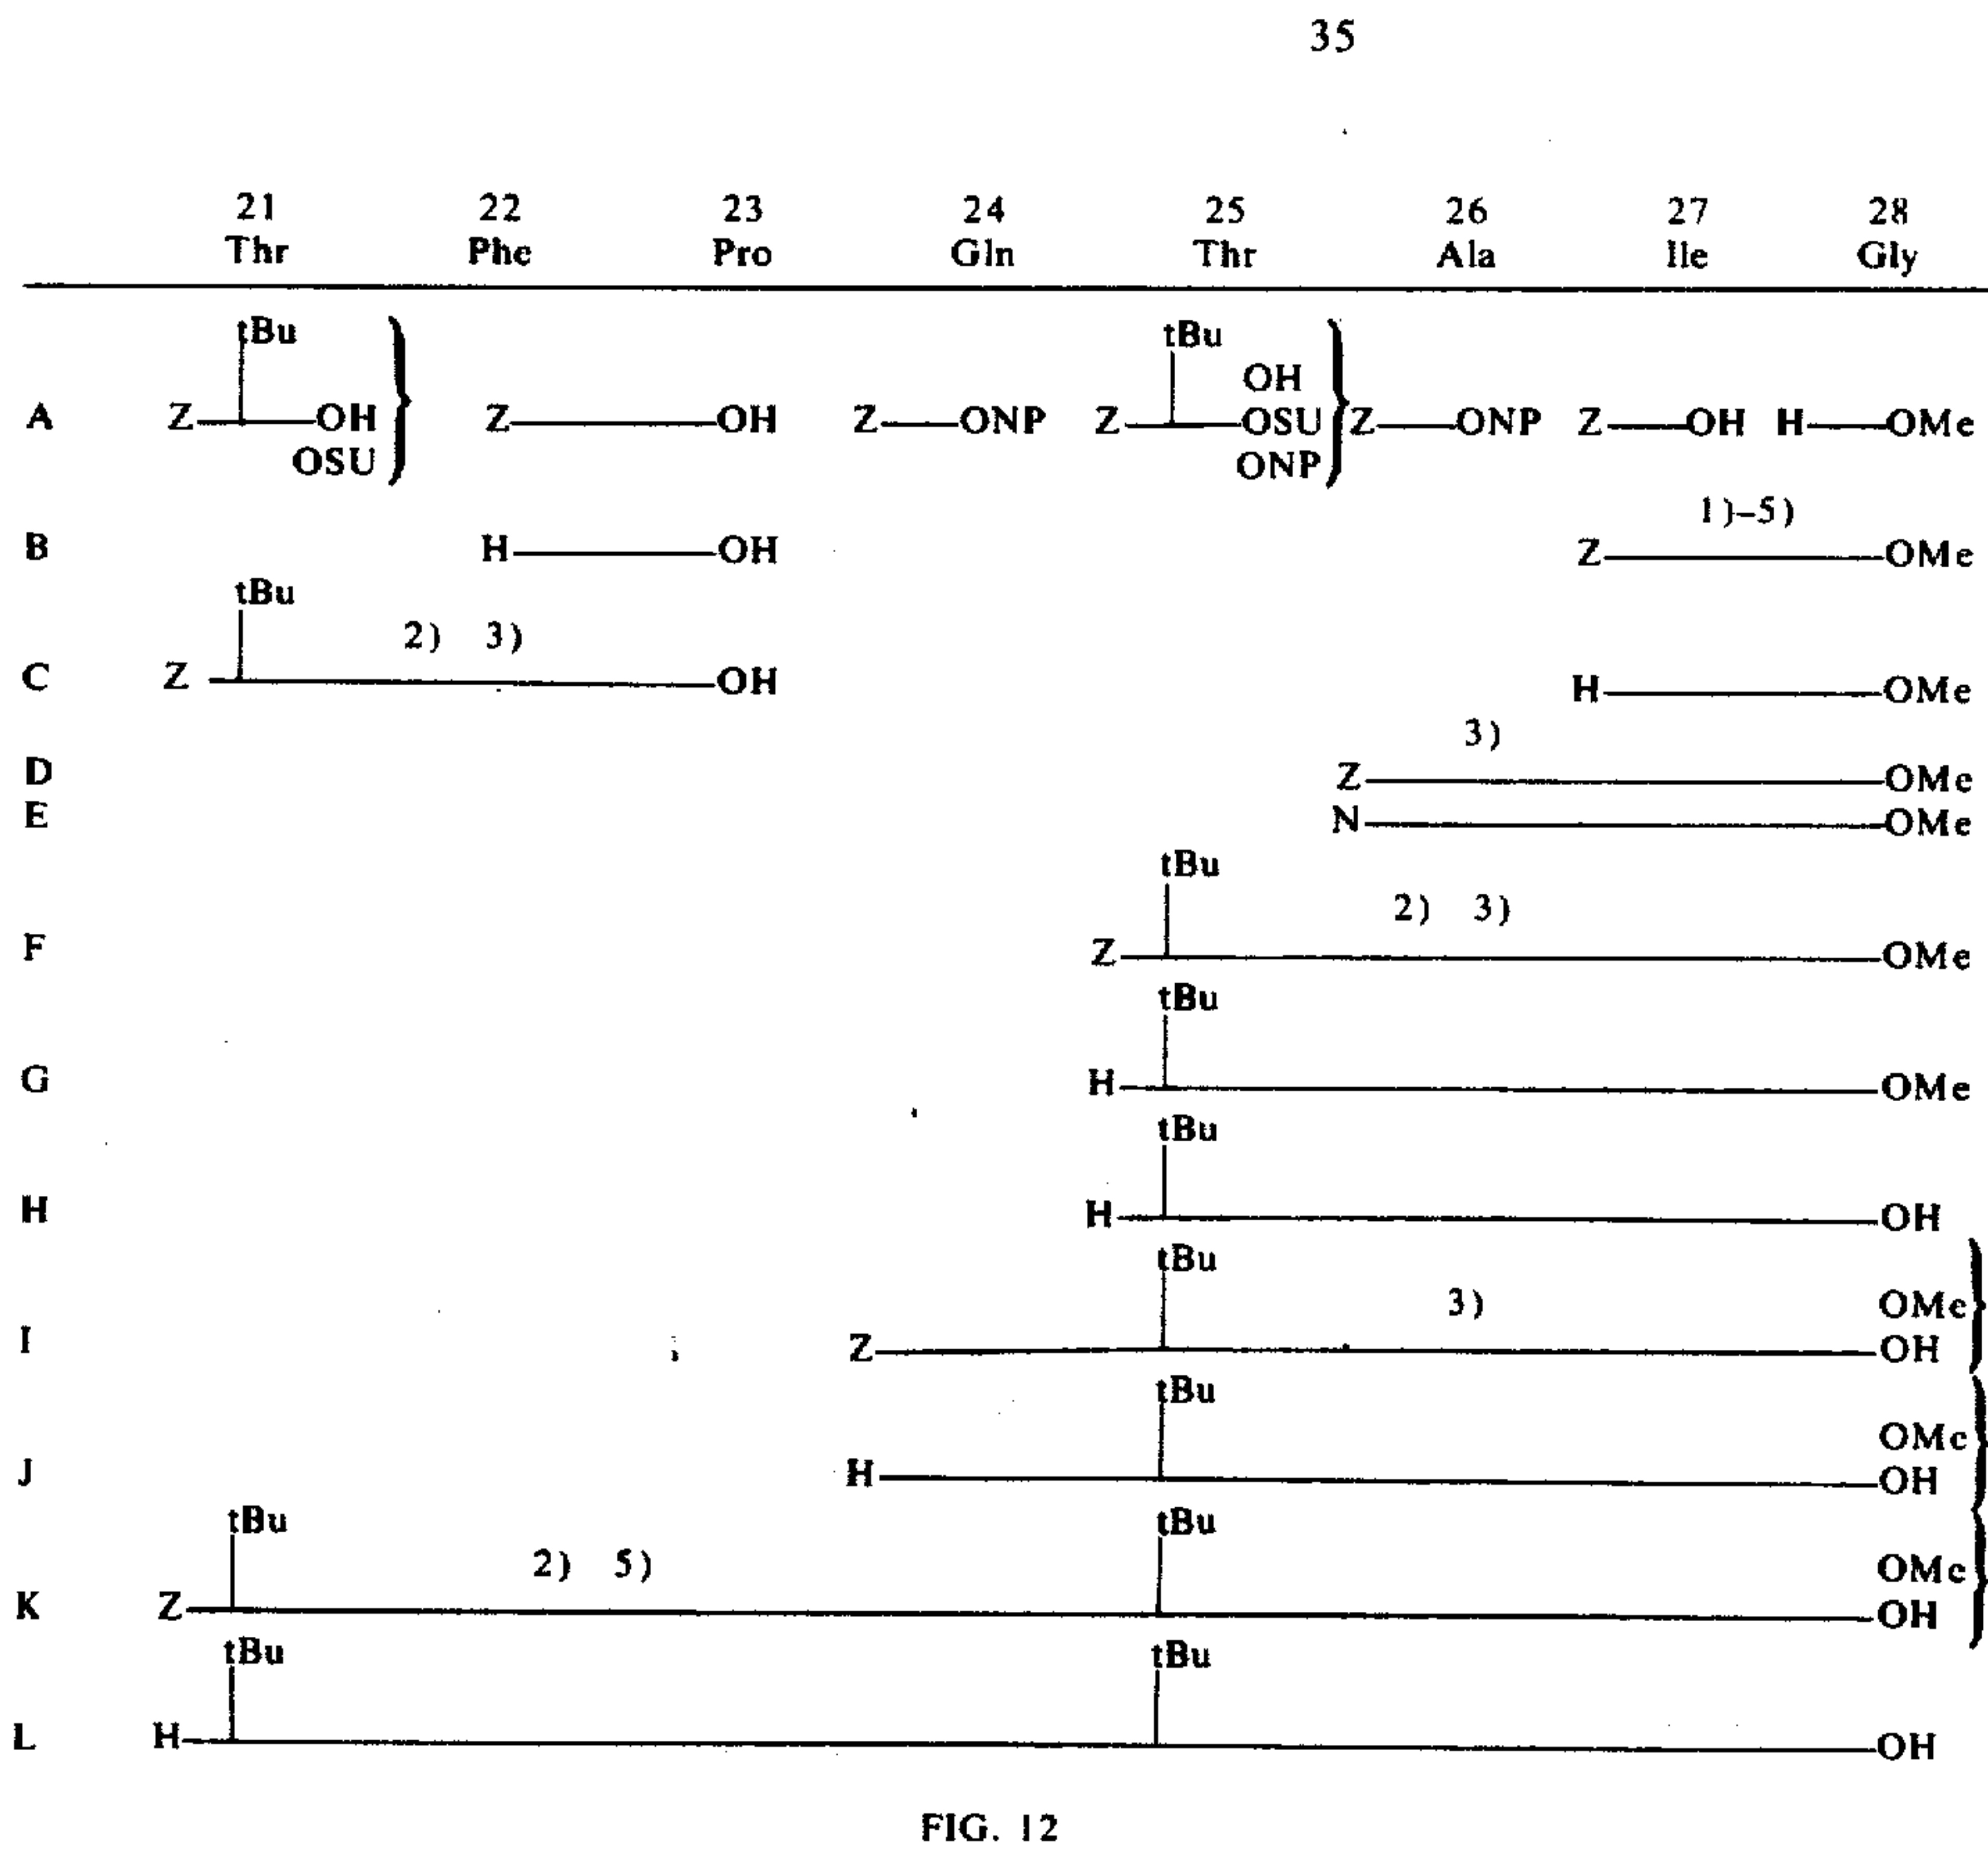 35
21 22 23 24 25 26 27 28
Thr Phe Pro Gln Thr Ala Ile Gly
tBu tBu
OH
A Z OH Z OH Z ONP Z OSU Z ONP Z OH H OMe
OSU ONP
1)–5)
B H OH Z OMe
tBu
2) 3)
C Z OH H OMe
3)
D Z OMe
E N OMe
tBu
2) 3)
F Z OMe
tBu
G H OMe
tBu
H H OH
tBu
3) OMe
I Z OH
tBu
OMe
J H OH
tBu tBu
2) 5) OMe
K Z OH
tBu tBu
L H OH
FIG. 12